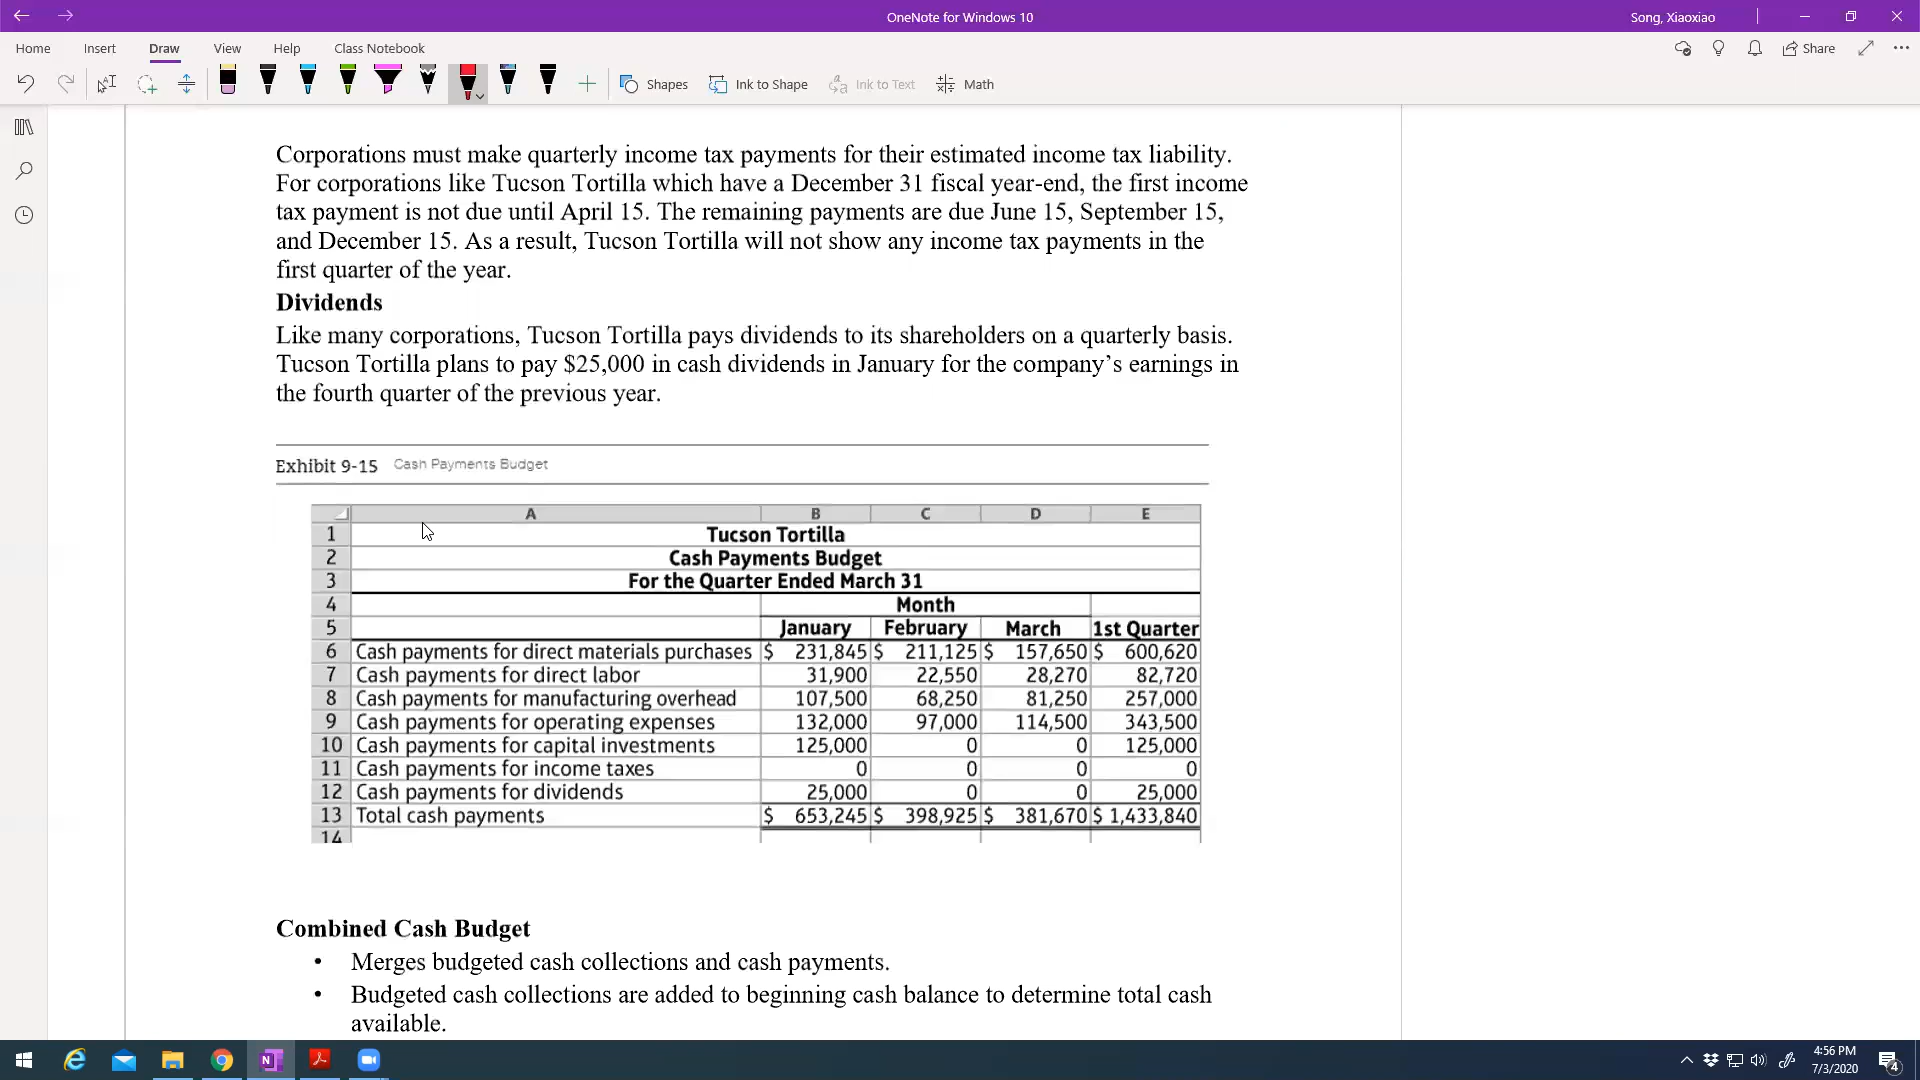 OneNote for Windows 10
Song, Xiaoxiao
Home Insert Draw View Help Class Notebook
Share
Shapes Ink to Shape Ink to Text Math
Corporations must make quarterly income tax payments for their estimated income tax liability.
For corporations like Tucson Tortilla which have a December 31 fiscal year-end, the first income
tax payment is not due until April 15. The remaining payments are due June 15, September 15,
and December 15. As a result, Tucson Tortilla will not show any income tax payments in the
first quarter of the year.
Dividends
Like many corporations, Tucson Tortilla pays dividends to its shareholders on a quarterly basis.
Tucson Tortilla plans to pay $25,000 in cash dividends in January for the company’s earnings in
the fourth quarter of the previous year.
Exhibit 9-15 Cash Payments Budget
A B C D E
1 Tucson Tortilla
2 Cash Payments Budget
3 For the Quarter Ended March 31
4 Month
5 January February March 1st Quarter
6 Cash payments for direct materials purchases $ 231,845 $ 211,125 $ 157,650 $ 600,620
7 Cash payments for direct labor 31,900 22,550 28,270 82,720
8 Cash payments for manufacturing overhead 107,500 68,250 81,250 257,000
9 Cash payments for operating expenses 132,000 97,000 114,500 343,500
10 Cash payments for capital investments 125,000 0 0 125,000
11 Cash payments for income taxes 0 0 0 0
12 Cash payments for dividends 25,000 0 0 25,000
13 Total cash payments $ 653,245 $ 398,925 $ 381,670 $ 1,433,840
14
Combined Cash Budget
• Merges budgeted cash collections and cash payments.
• Budgeted cash collections are added to beginning cash balance to determine total cash
available.
4:56 PM
7/3/2020
4